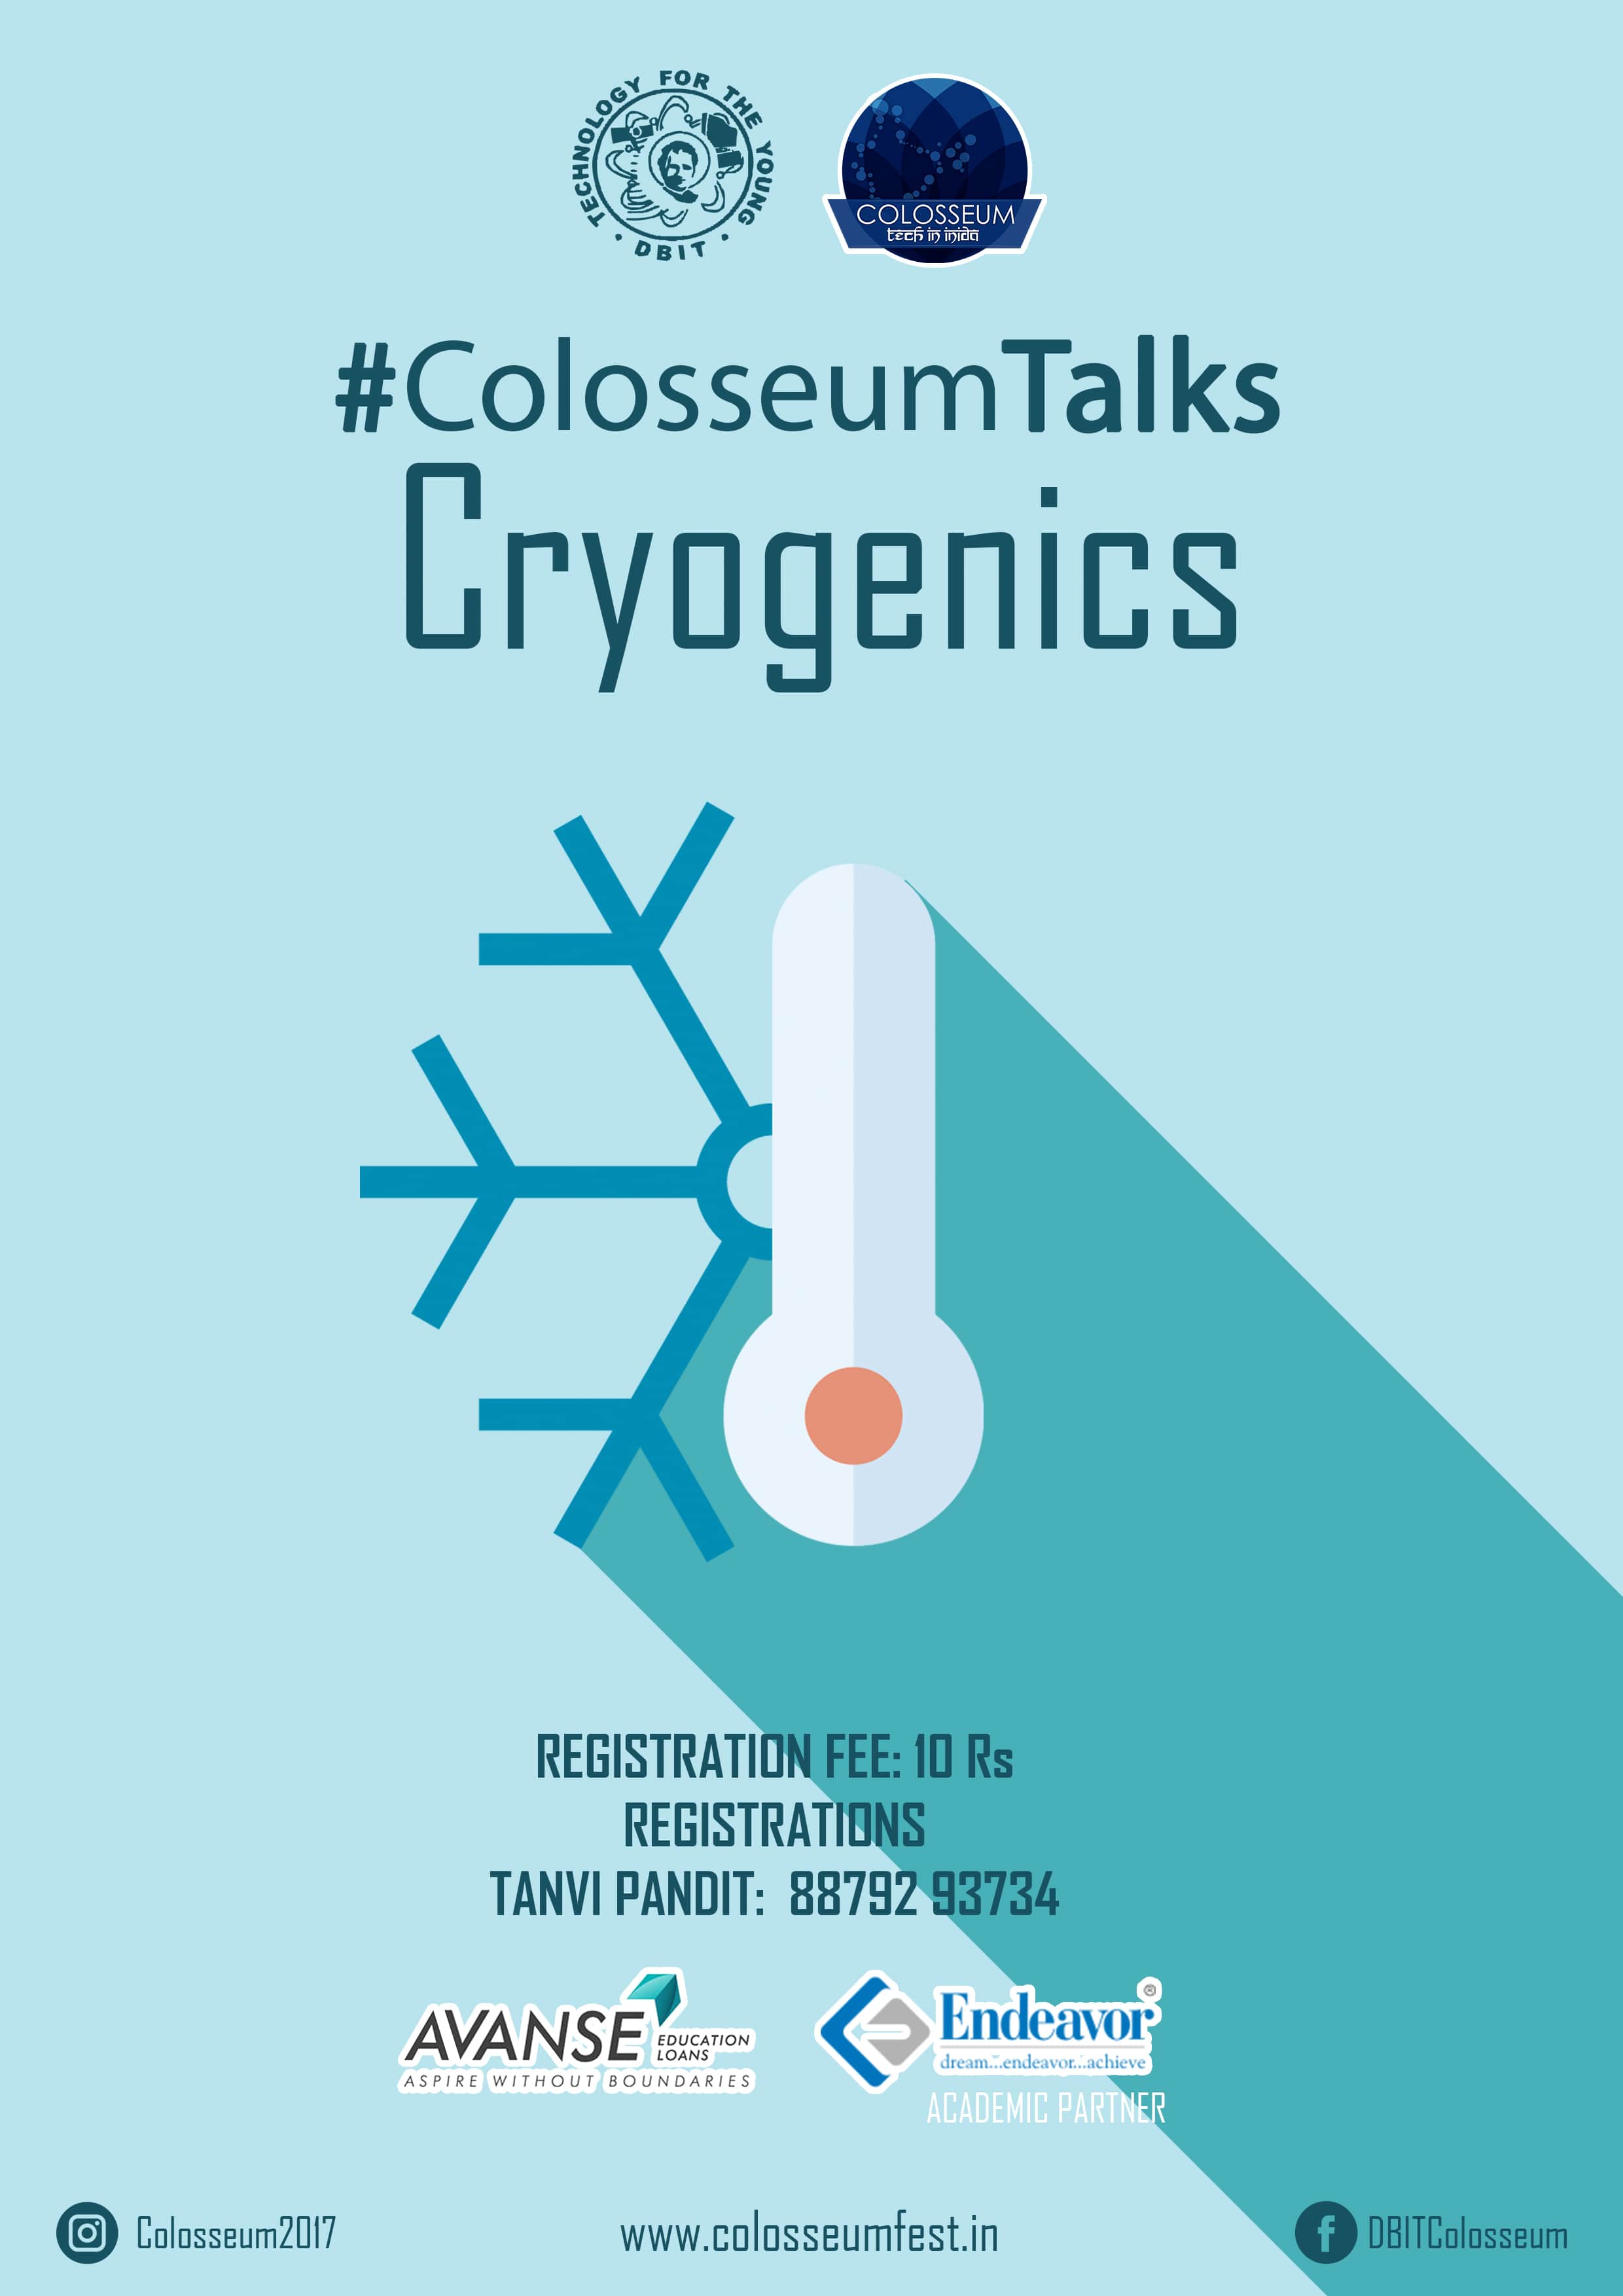 TECHNOLOGY FOR THE YOUNG
• DBIT •
COLOSSEUM
tech in inida
#ColosseumTalks
Cryogenics
REGISTRATION FEE: 10 Rs
REGISTRATIONS
TANVI PANDIT: 88792 93734
AVANSE EDUCATION
LOANS
ASPIRE WITHOUT BOUNDARIES
Endeavor®
dream...endeavor...achieve
ACADEMIC PARTNER
Colosseum2017
www.colosseumfest.in
DBITColosseum